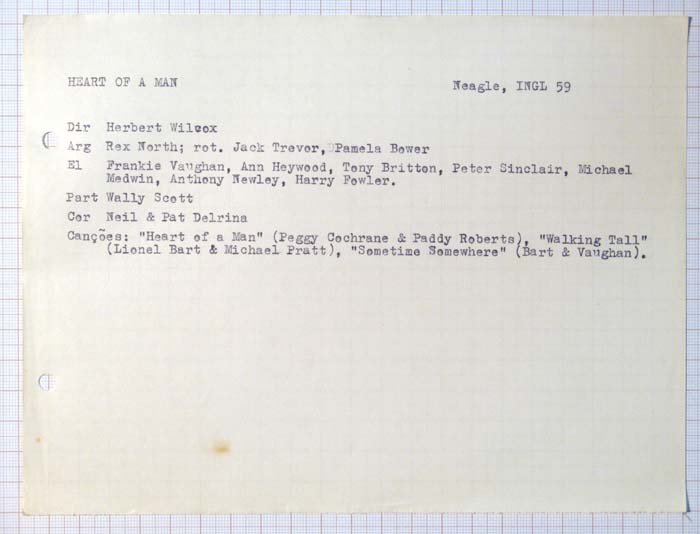 HEART OF A MAN
Neagle, INGL 59
Dir Herbert Wilcox
Arg Rex North; rot. Jack Trevor, Pamela Bower
El Frankie Vaughan, Ann Heywood, Tony Britton, Peter Sinclair, Michael
Medwin, Anthony Newley, Harry Fowler.
Part Wally Scott
Cor Neil & Pat Delrina
Canções: "Heart of a Man" (Peggy Cochrane & Paddy Roberts), "Walking Tall"
(Lionel Bart & Michael Pratt), "Sometime Somewhere" (Bart & Vaughan).